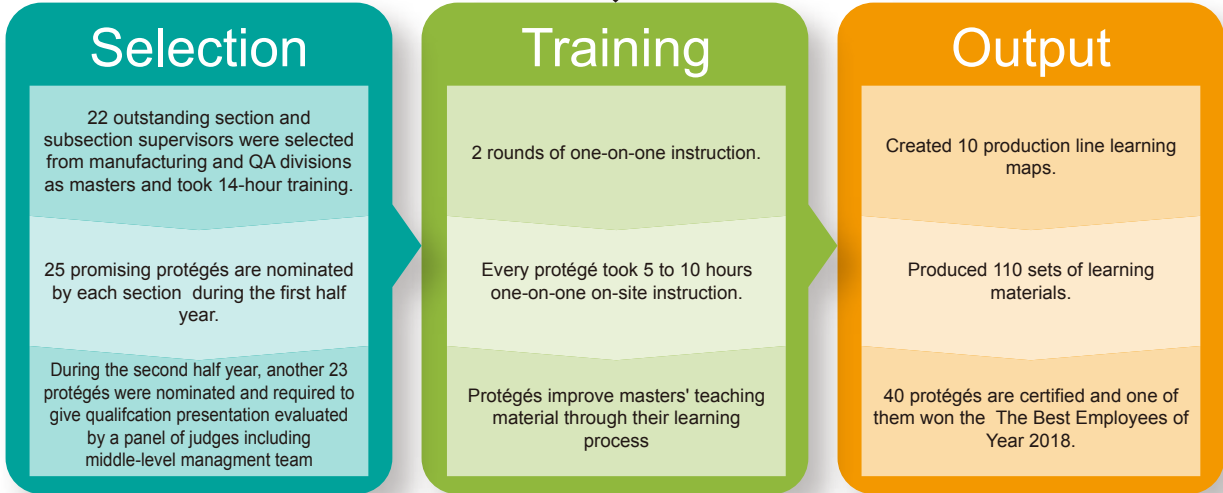 Selection
22 outstanding section and
subsection supervisors were selected
from manufacturing and QA divisions
as masters and took 14-hour training.
25 promising protégés are nominated
by each section during the first half
year.
During the second half year, another 23
protégés were nominated and required to
give qualifcation presentation evaluated
by a panel of judges including
middle-level managment team
Training
2 rounds of one-on-one instruction.
Every protégé took 5 to 10 hours
one-on-one on-site instruction.
Protégés improve masters' teaching
material through their learning
process
Output
Created 10 production line learning
maps.
Produced 110 sets of learning
materials.
40 protégés are certified and one of
them won the The Best Employees of
Year 2018.